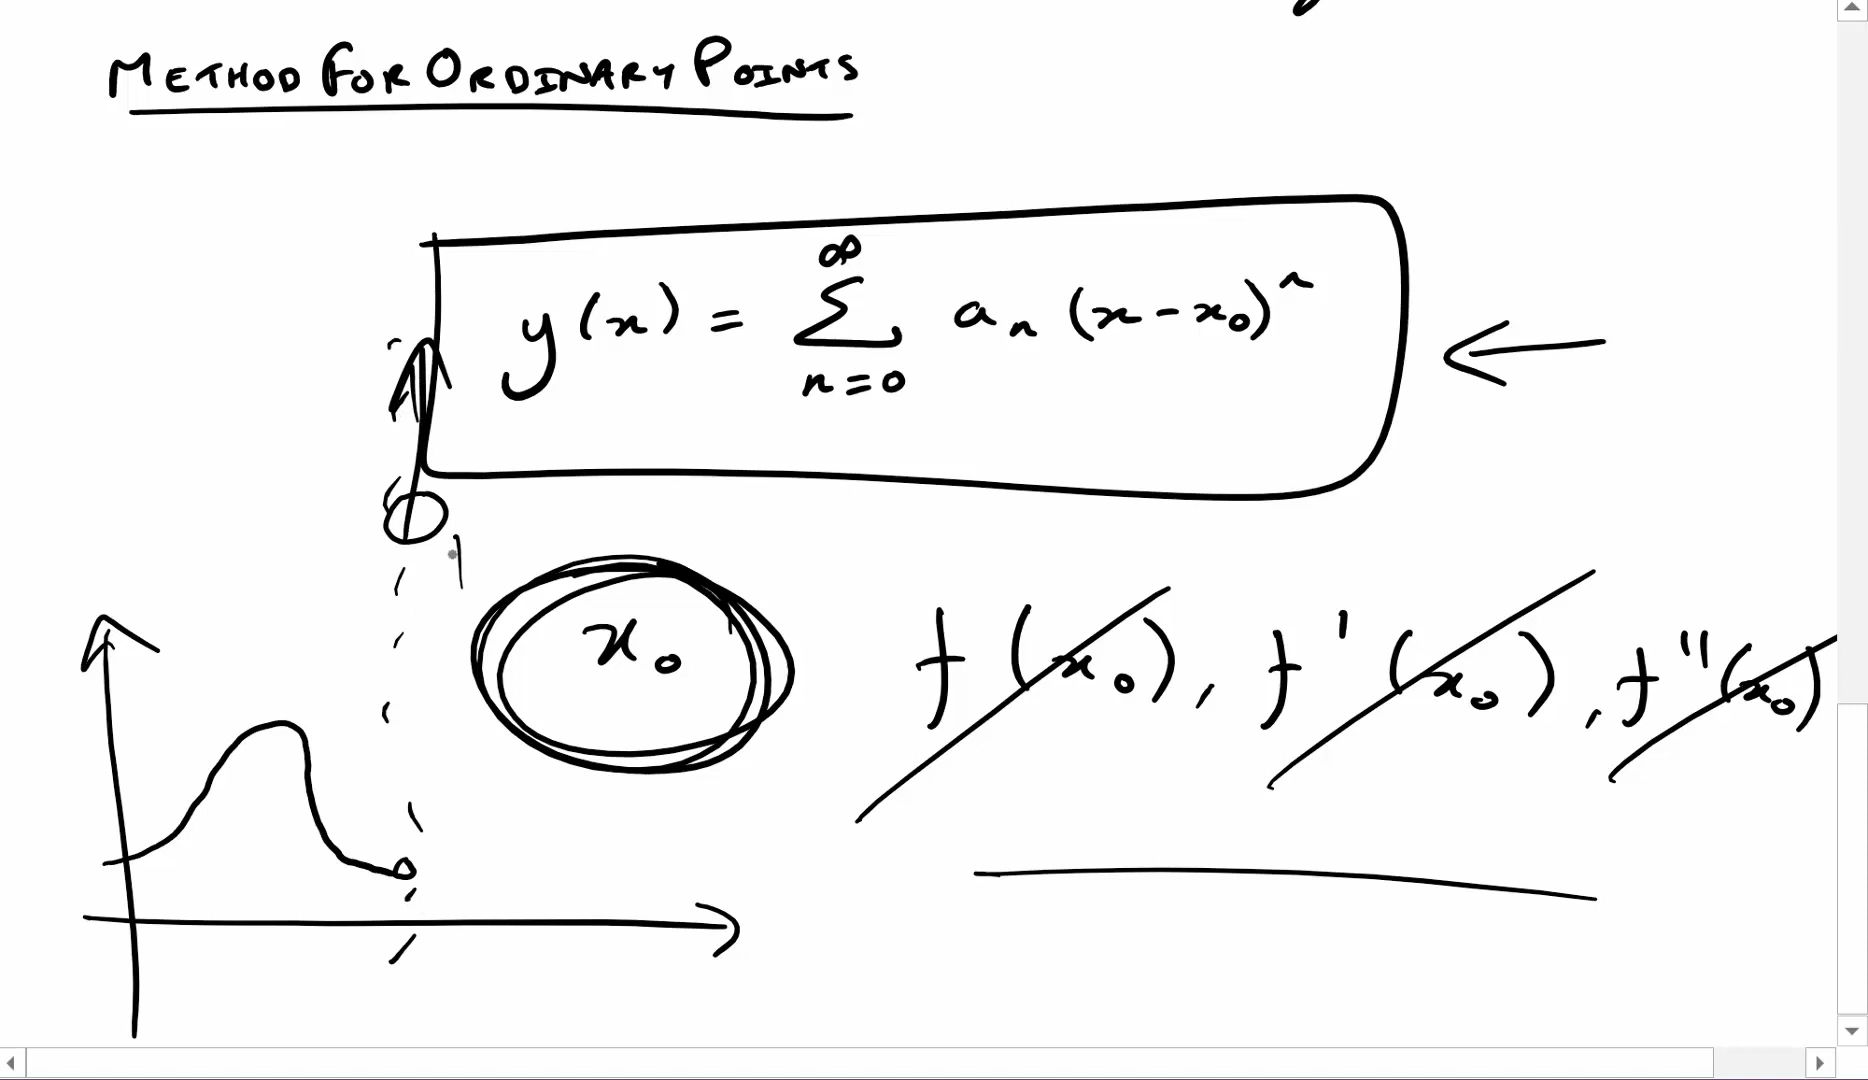 METHOD FOR ORDINARY POINTS
y(x) = ∑_{n=0}^{∞} a_n (x-x_0)^n
x_0 f(x_0), f'(x_0), f''(x_0)